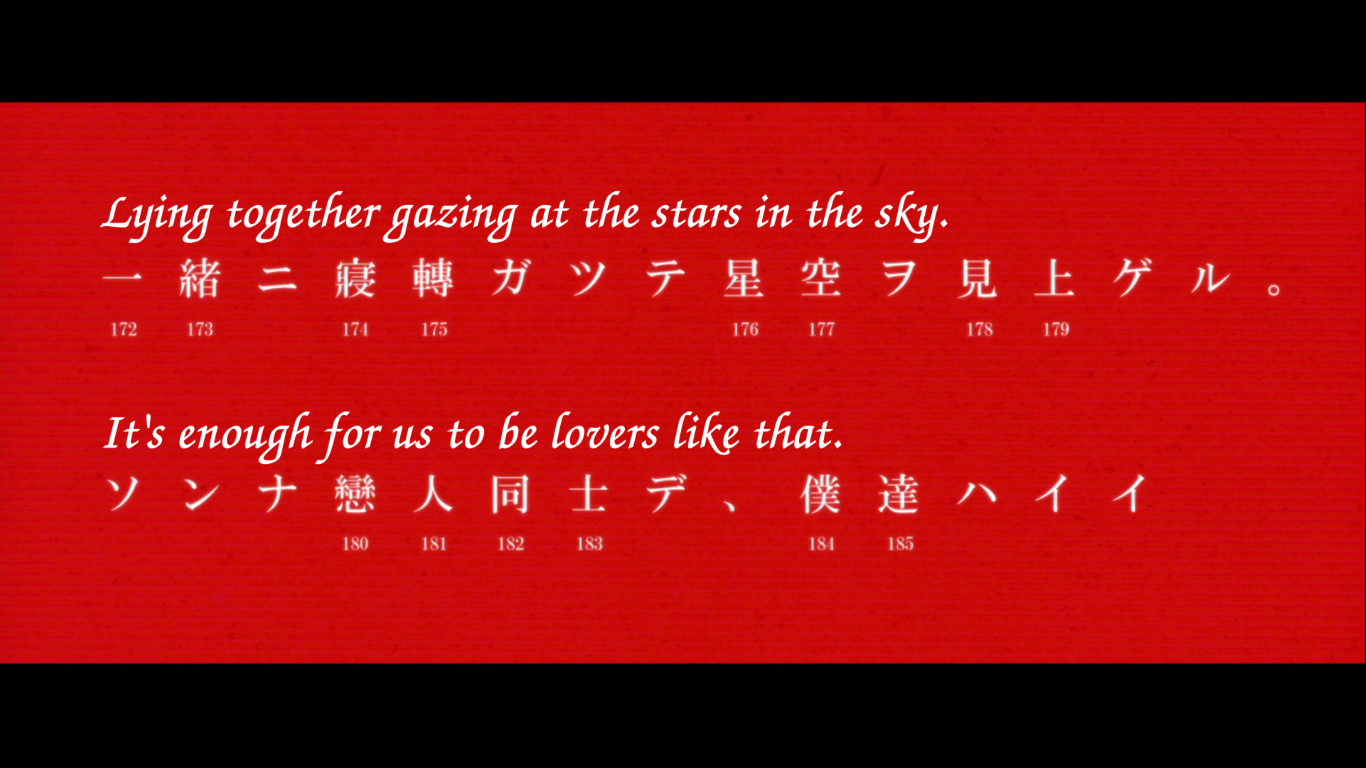 Lying together gazing at the stars in the sky.
一緒ニ寢轉ガツテ星空ヲ見上ゲル。
172 173 174 175 176 177 178 179
It's enough for us to be lovers like that.
ソンナ戀人同士デ、僕達ハイイ
180 181 182 183 184 185